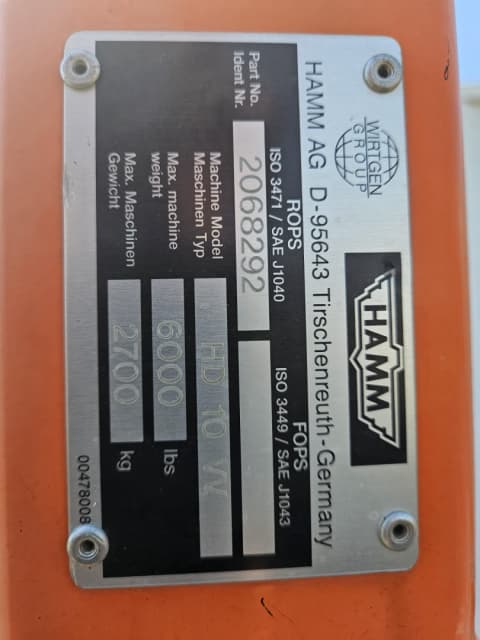 WIRTGEN
GROUP
HAMM
HAMM AG D-95643 Tirschenreuth-Germany
ROPS
ISO 3471 / SAE J1040
FOPS
ISO 3449 / SAE J1043
Part No.
Ident Nr.
2068292
Machine Model
Maschinen Typ
HD 10 W
Max. machine
weight
6000
lbs
Max. Maschinen
Gewicht
2700
kg
00478008